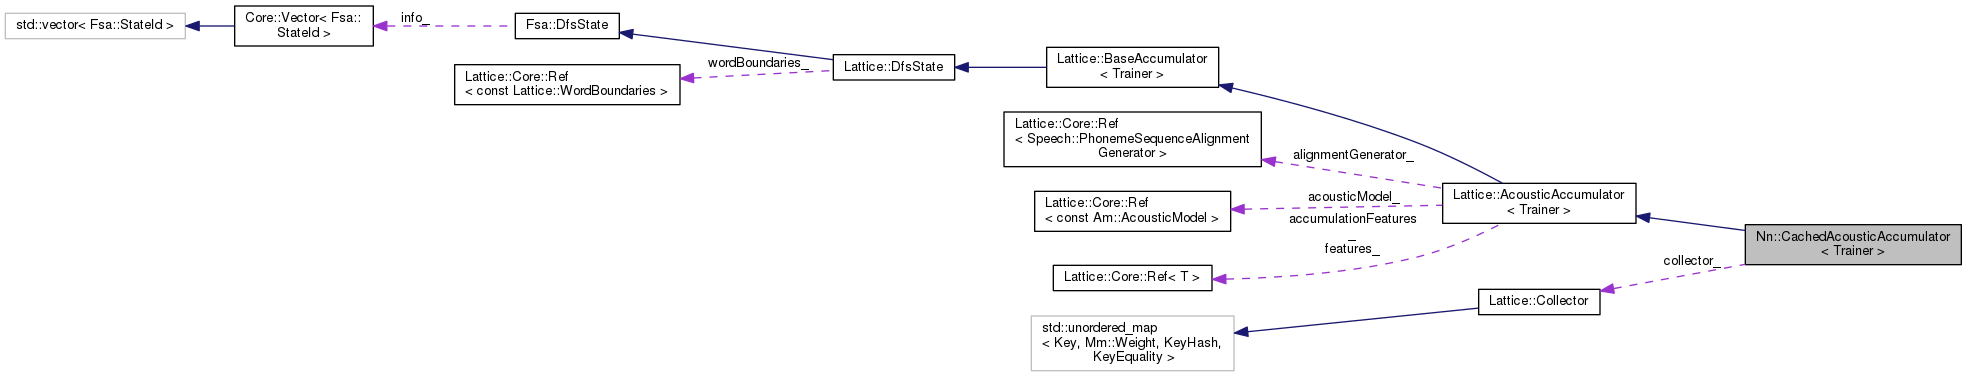 std::vector< Fsa::StateId >
Core::Vector< Fsa::
StateId >
info_
Fsa::DfsState
Lattice::Core::Ref
< const Lattice::WordBoundaries >
wordBoundaries_
Lattice::DfsState
Lattice::BaseAccumulator
< Trainer >
Lattice::Core::Ref
< Speech::PhonemeSequenceAlignment
Generator >
alignmentGenerator_
Lattice::Core::Ref
< const Am::AcousticModel >
acousticModel_
accumulationFeatures
_
features_
Lattice::Core::Ref< T >
Lattice::AcousticAccumulator
< Trainer >
Nn::CachedAcousticAccumulator
< Trainer >
collector_
Lattice::Collector
std::unordered_map
< Key, Mm::Weight, KeyHash,
KeyEquality >